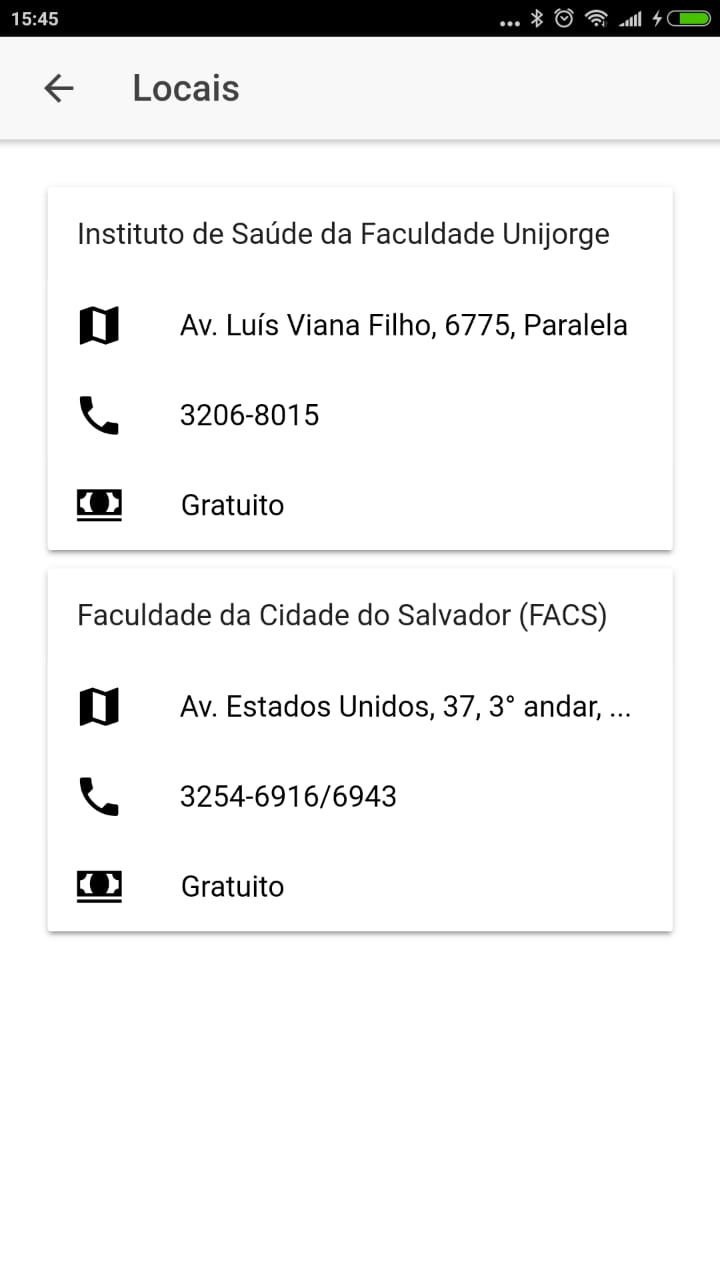 15:45
Locais
Instituto de Saúde da Faculdade Unijorge
Av. Luís Viana Filho, 6775, Paralela
3206-8015
Gratuito
Faculdade da Cidade do Salvador (FACS)
Av. Estados Unidos, 37, 3° andar, ...
3254-6916/6943
Gratuito